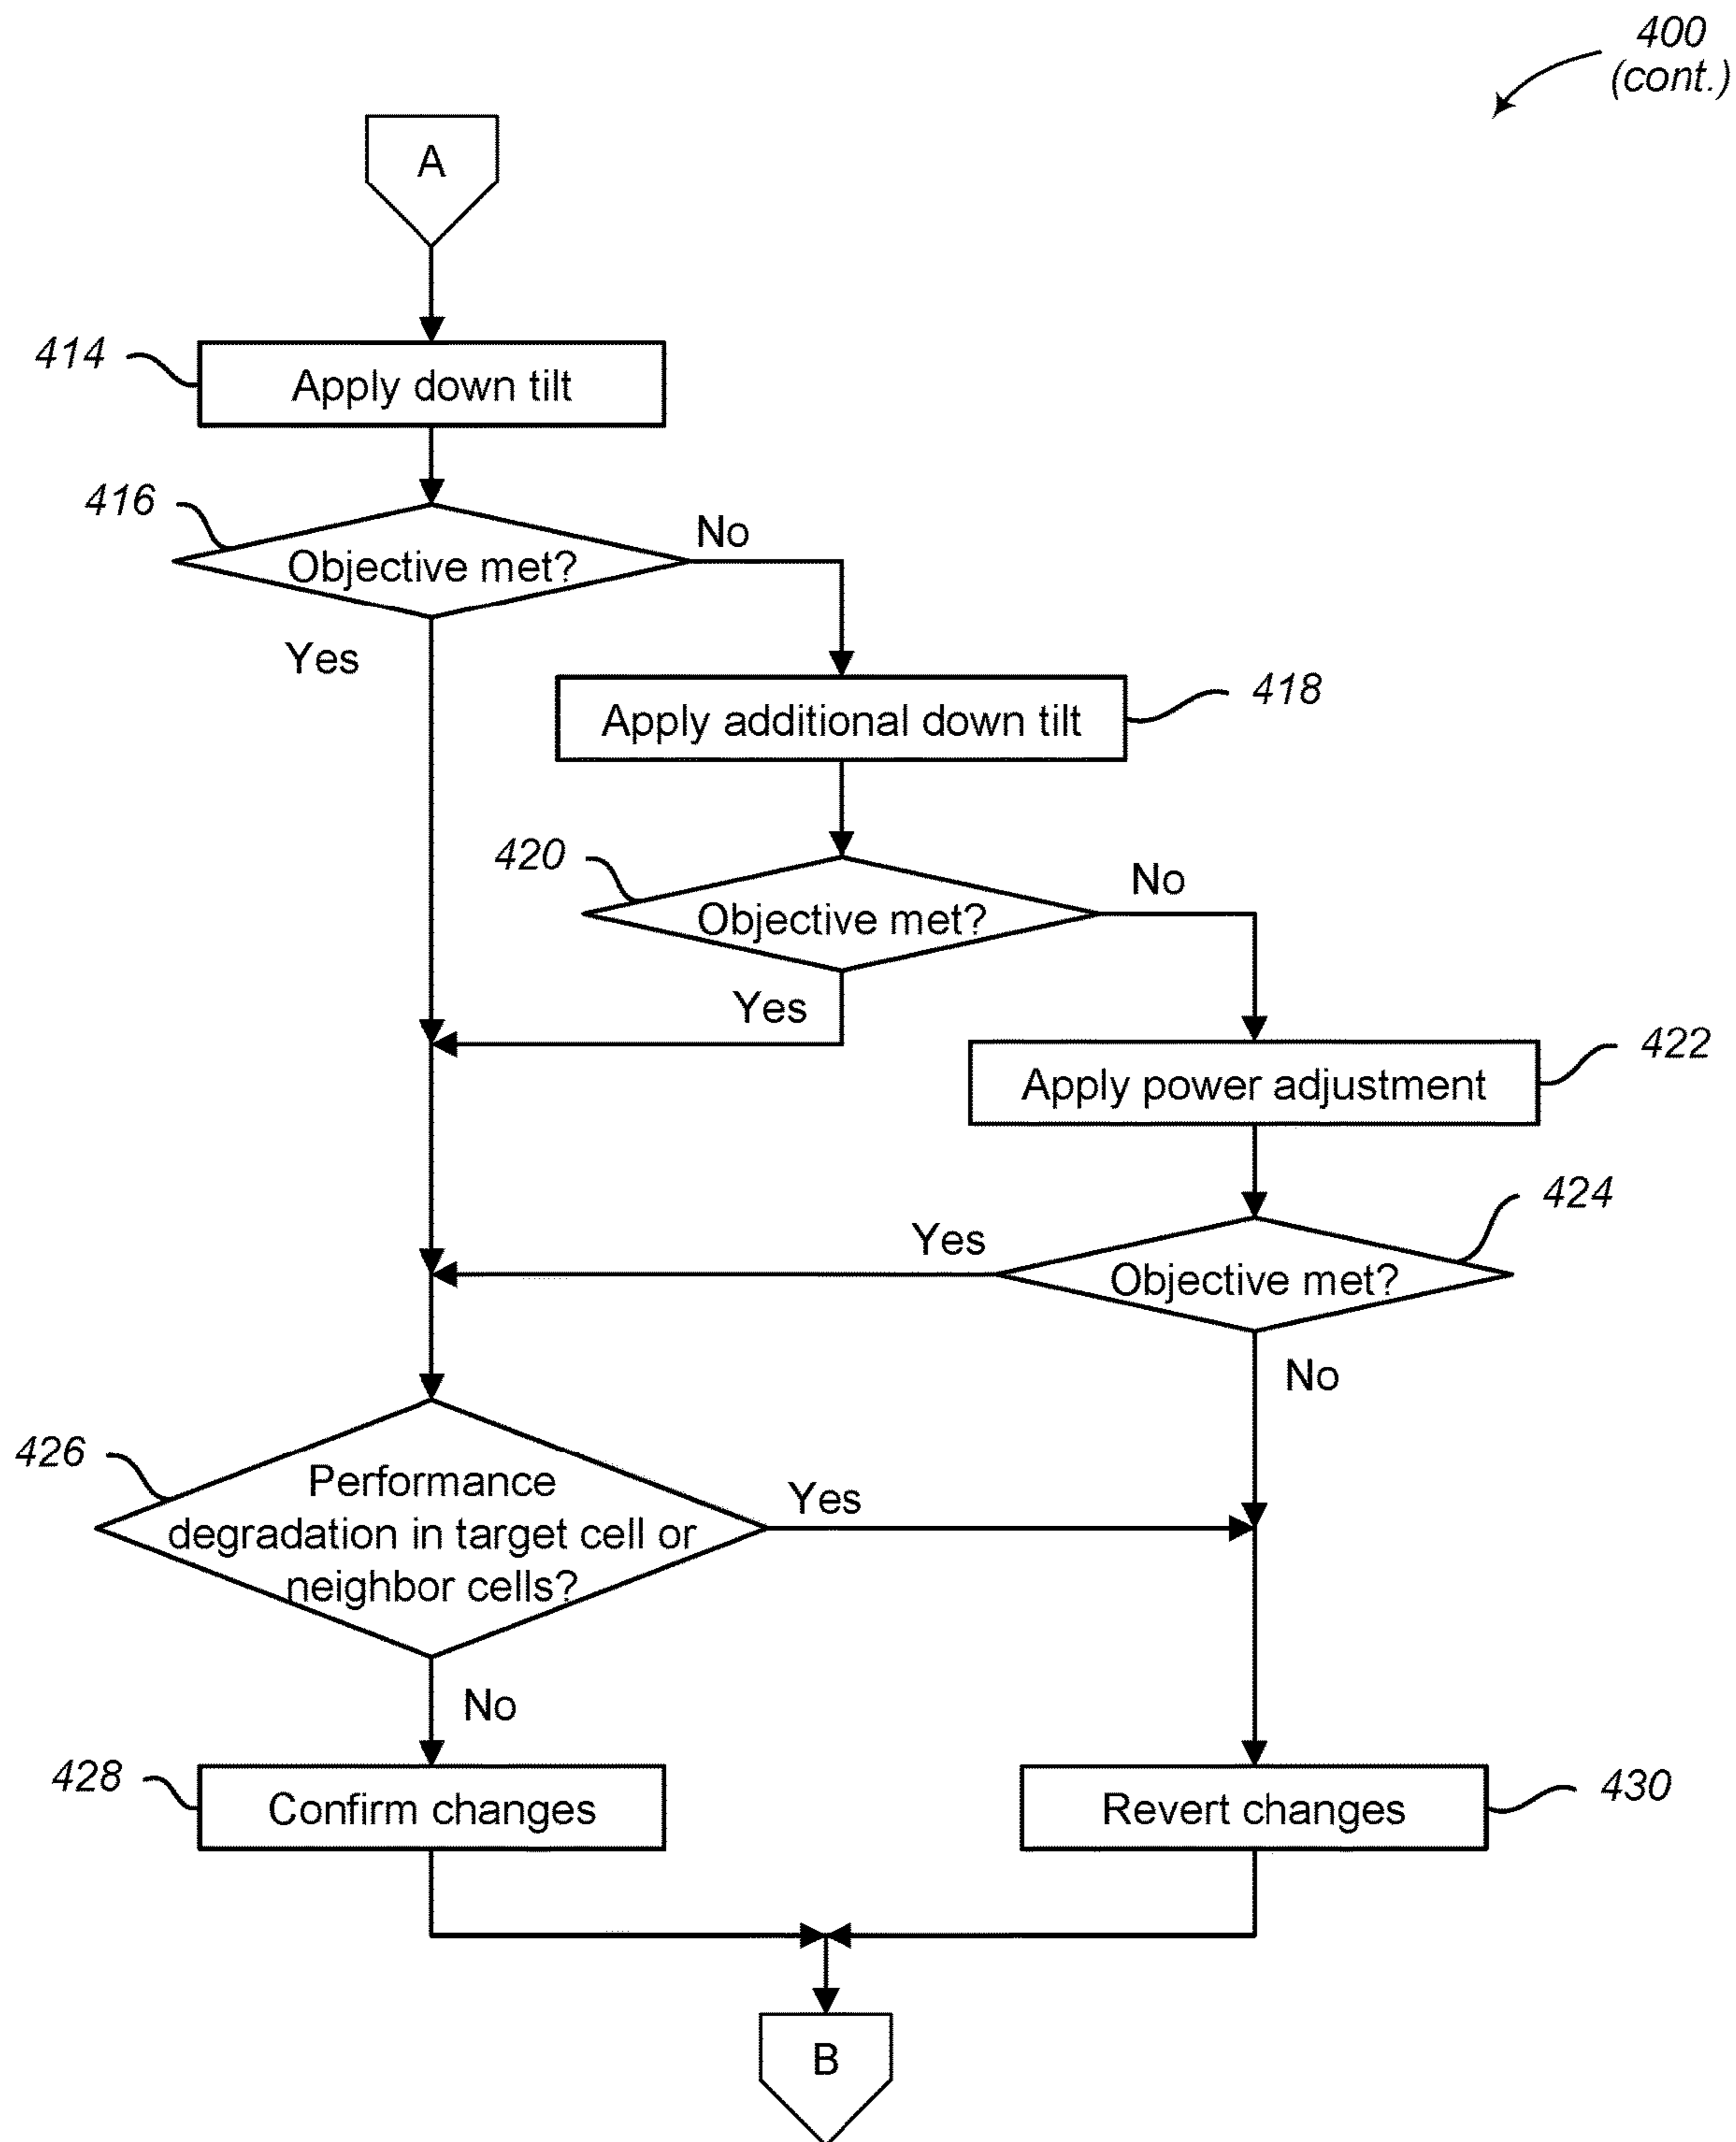 400
(cont.)
A
414
Apply down tilt
416
Objective met?
No
Yes
Apply additional down tilt
418
420
Objective met?
No
Yes
Apply power adjustment
422
424
Yes
Objective met?
No
426
Performance
degradation in target cell or
neighbor cells?
Yes
No
428
Confirm changes
Revert changes
430
B